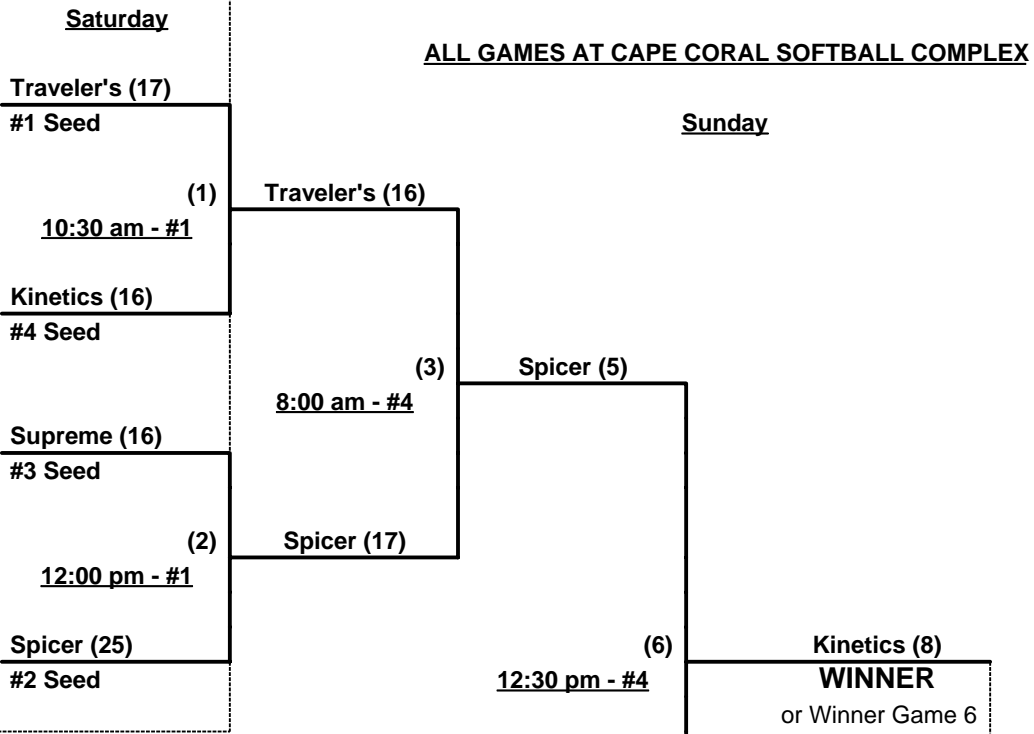 Saturday
ALL GAMES AT CAPE CORAL SOFTBALL COMPLEX
Traveler's (17)
#1 Seed
Sunday
(1)
Traveler's (16)
10:30 am - #1
Kinetics (16)
#4 Seed
(3)
Spicer (5)
8:00 am - #4
Supreme (16)
#3 Seed
(2)
Spicer (17)
12:00 pm - #1
Spicer (25)
(6)
Kinetics (8)
#2 Seed
12:30 pm - #4
WINNER
or Winner Game 6